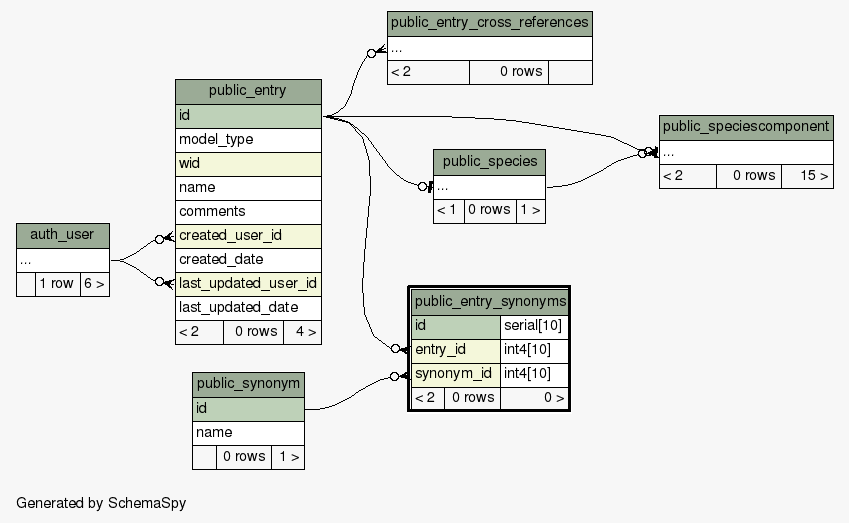 public_entry_cross_references
...
< 2 0 rows
public_entry
id
model_type
wid
name
comments
created_user_id
created_date
last_updated_user_id
last_updated_date
< 2 0 rows 4 >
public_speciescomponent
...
< 2 0 rows 15 >
public_species
...
< 1 0 rows 1 >
auth_user
...
1 row 6 >
public_entry_synonyms
id serial[10]
entry_id int4[10]
synonym_id int4[10]
< 2 0 rows 0 >
public_synonym
id
name
0 rows 1 >
Generated by SchemaSpy